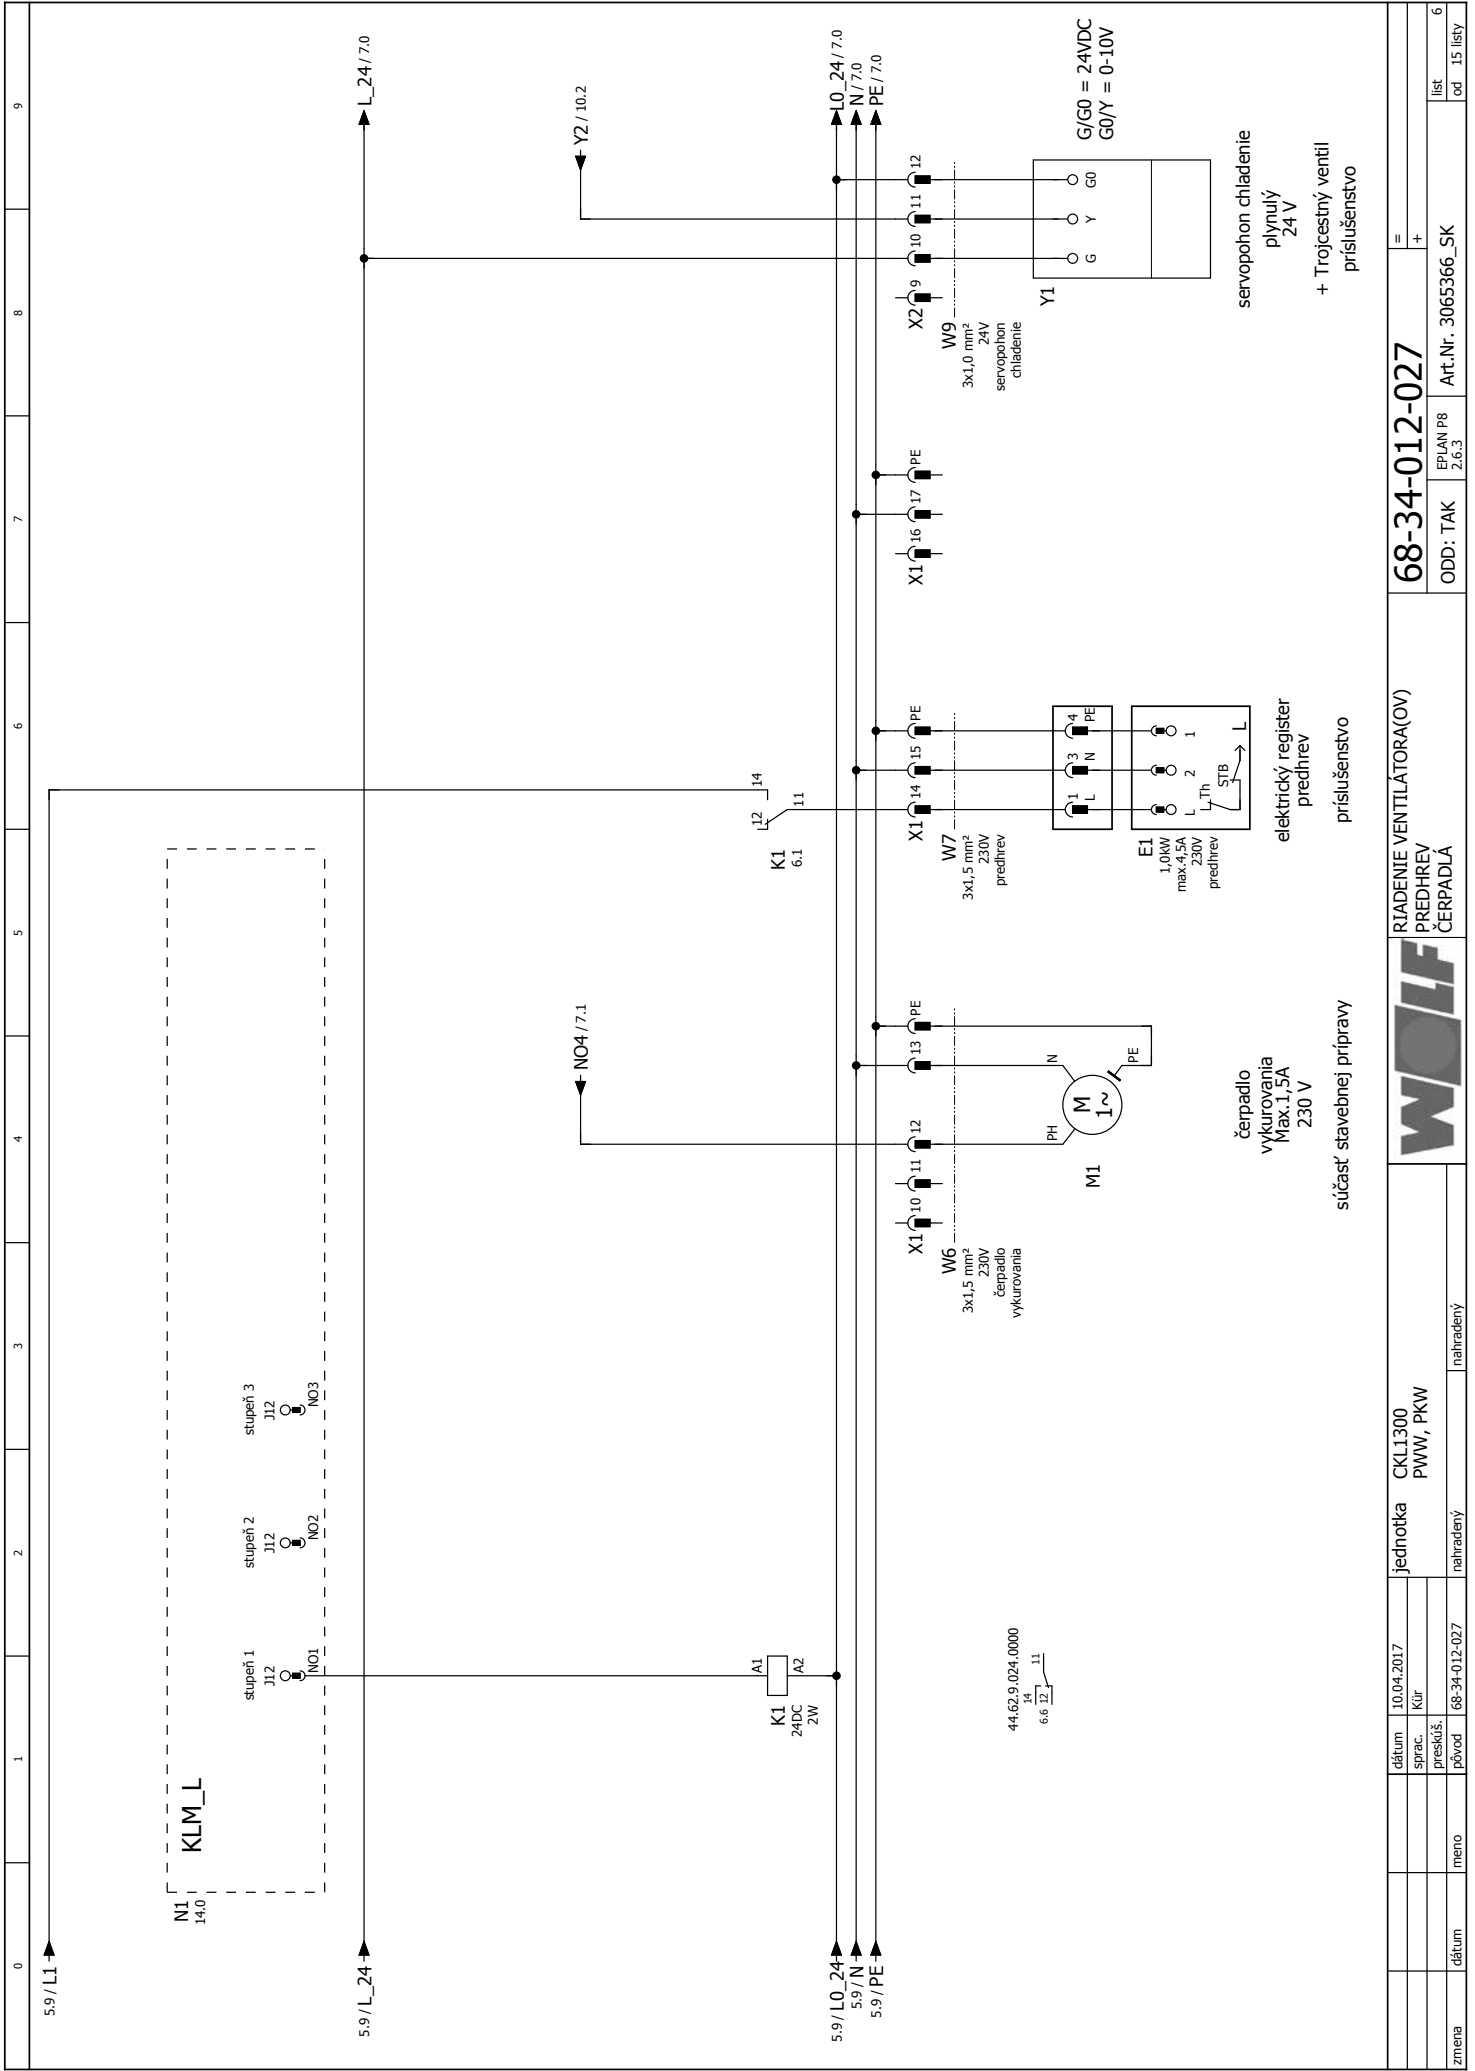 0
1
2
3
4
5
6
7
8
9
5.9 / L1
N1
14.0
KLM_L
stupeň 1
J12
NO1
stupeň 2
J12
NO2
stupeň 3
J12
NO3
5.9 / L_24
L_24 / 7.0
NO4 / 7.1
Y2 / 10.2
K1
24DC
2W
A1
A2
K1
6.1
12
14
11
5.9 / L0_24
5.9 / N
5.9 / PE
L0_24 / 7.0
N / 7.0
PE / 7.0
44.62.9.024.0000
14
6.6 12
11
X1
10
11
12
13
PE
W6
3x1,5 mm²
230V
čerpadlo
vykurovania
PH
N
PE
M
1~
M1
čerpadlo
vykurovania
Max.1,5A
230 V
súčasť stavebnej prípravy
X1
14
15
PE
W7
3x1,5 mm²
230V
predhrev
1
3
4
L
N
PE
E1
1,0kW
max.4,5A
230V
predhrev
L
2
1
Th
STB
L
elektrický register
predhrev
príslušenstvo
X1
16
17
PE
X2
9
10
11
12
W9
3x1,0 mm²
24V
servopohon
chladenie
Y1
G
Y
G0
G/G0 = 24VDC
G0/Y = 0-10V
servopohon chladenie
plynulý
24 V
+ Trojcestný ventil
príslušenstvo
zmena
dátum
meno
dátum
10.04.2017
sprac.
Kür
preskúš.
pôvod
68-34-012-027
jednotka
CKL1300
PWW, PKW
nahradený
nahradený
WOLF
RIADENIE VENTILÁTORA(OV)
PREDHREV
ČERPADLÁ
68-34-012-027
=
+
ODD: TAK
EPLAN P8
2.6.3
Art.Nr. 3065366_SK
list
6
od
15 listy